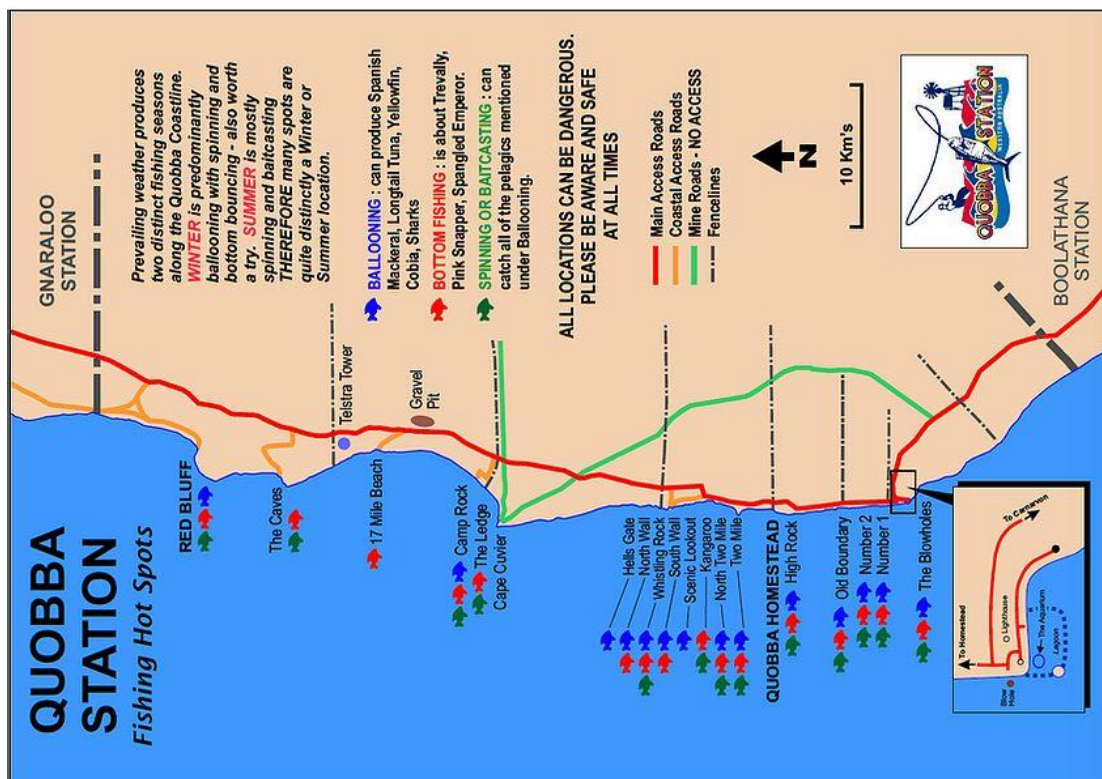 QUOBBA
STATION
Fishing Hot Spots
GNARALOO
STATION
Prevailing weather produces
two distinct fishing seasons
along the Quobba Coastline.
WINTER is predominantly
ballooning with spinning and
bottom bouncing - also worth
a try. SUMMER is mostly
spinning and baitcasting
THEREFORE many spots are
quite distinctly a Winter or
Summer location.
BALLOONING : can produce Spanish
Mackeral, Longtail Tuna, Yellowfin,
Cobia, Sharks
BOTTOM FISHING : is about Trevally,
Pink Snapper, Spangled Emperor.
SPINNING OR BAITCASTING : can
catch all of the pelagics mentioned
under Ballooning.
ALL LOCATIONS CAN BE DANGEROUS.
PLEASE BE AWARE AND SAFE
AT ALL TIMES
N
Main Access Roads
Coastal Access Roads
Mine Roads - NO ACCESS
Fencelines
10 Km's
QUOBBA STATION
WESTERN AUSTRALIA
BOOLATHANA
STATION
RED BLUFF
The Caves
Telstra Tower
17 Mile Beach
Gravel
Pit
Camp Rock
The Ledge
Cape Cuvier
Hells Gate
North Wall
Whistling Rock
South Wall
Scenic Lookout
Kangaroo
North Two Mile
Two Mile
QUOBBA HOMESTEAD
High Rock
Old Boundary
Number 2
Number 1
The Blowholes
To Homestead
To Carnarvon
Lighthouse
The Aquarium
Blow
Hole
Lagoon